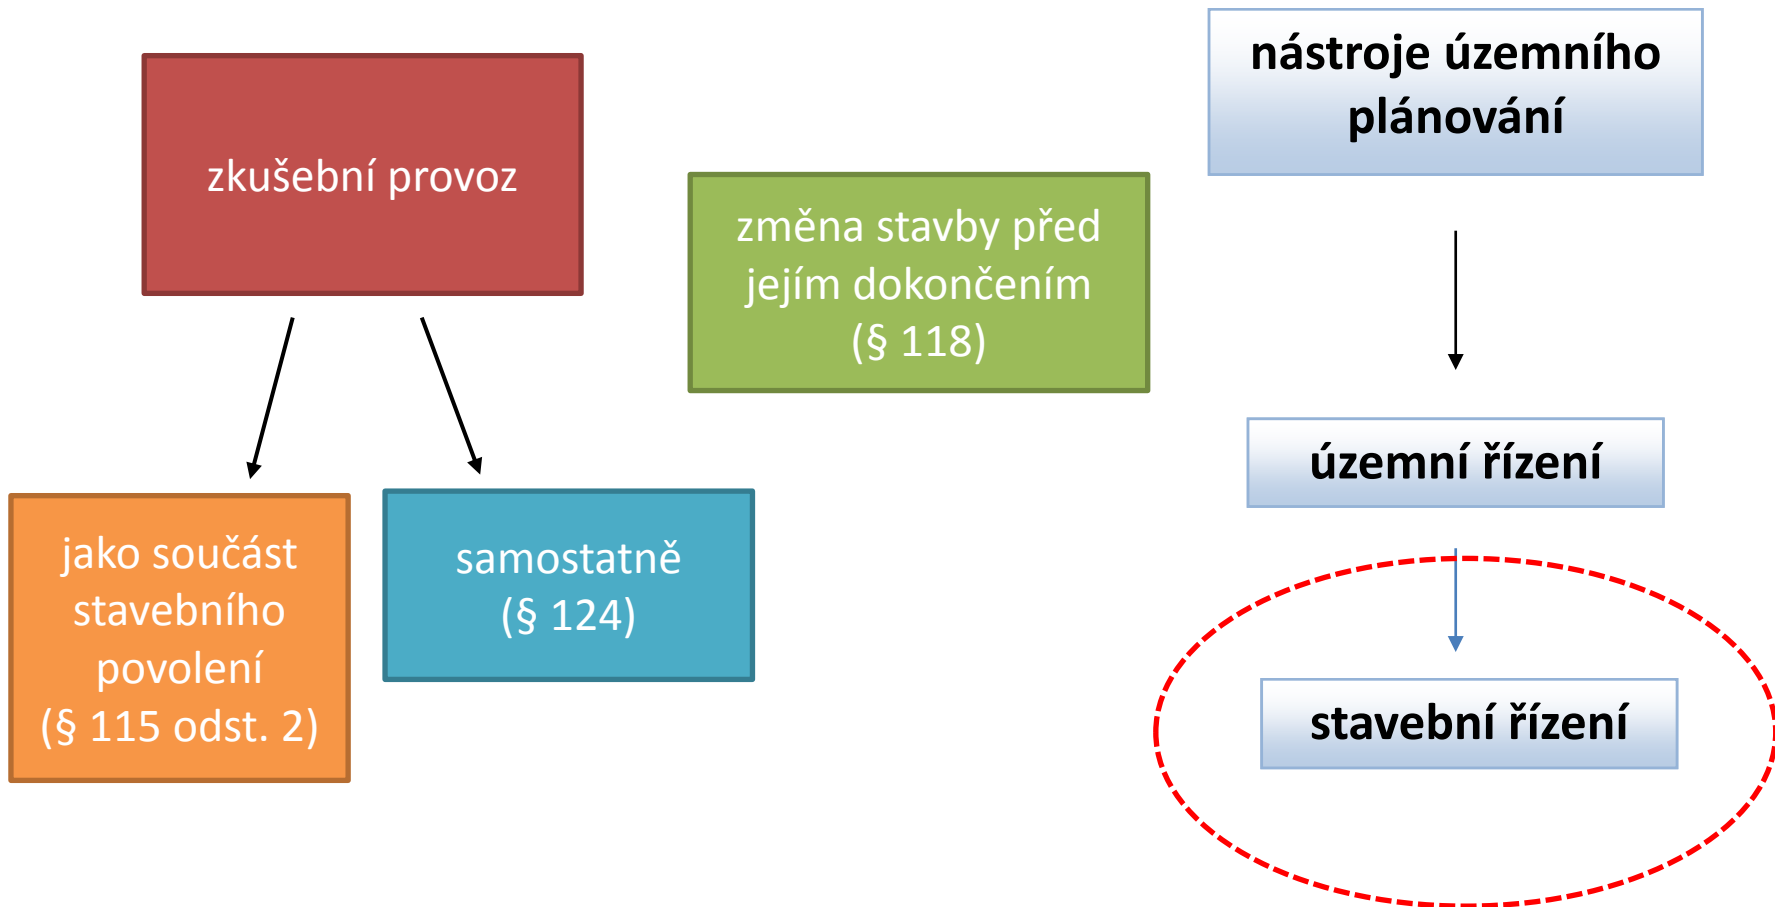 zkušební provoz
jako součást
stavebního
povolení
(§ 115 odst. 2)
samostatně
(§ 124)
změna stavby před
jejím dokončením
(§ 118)
nástroje územního
plánování
územní řízení
stavební řízení